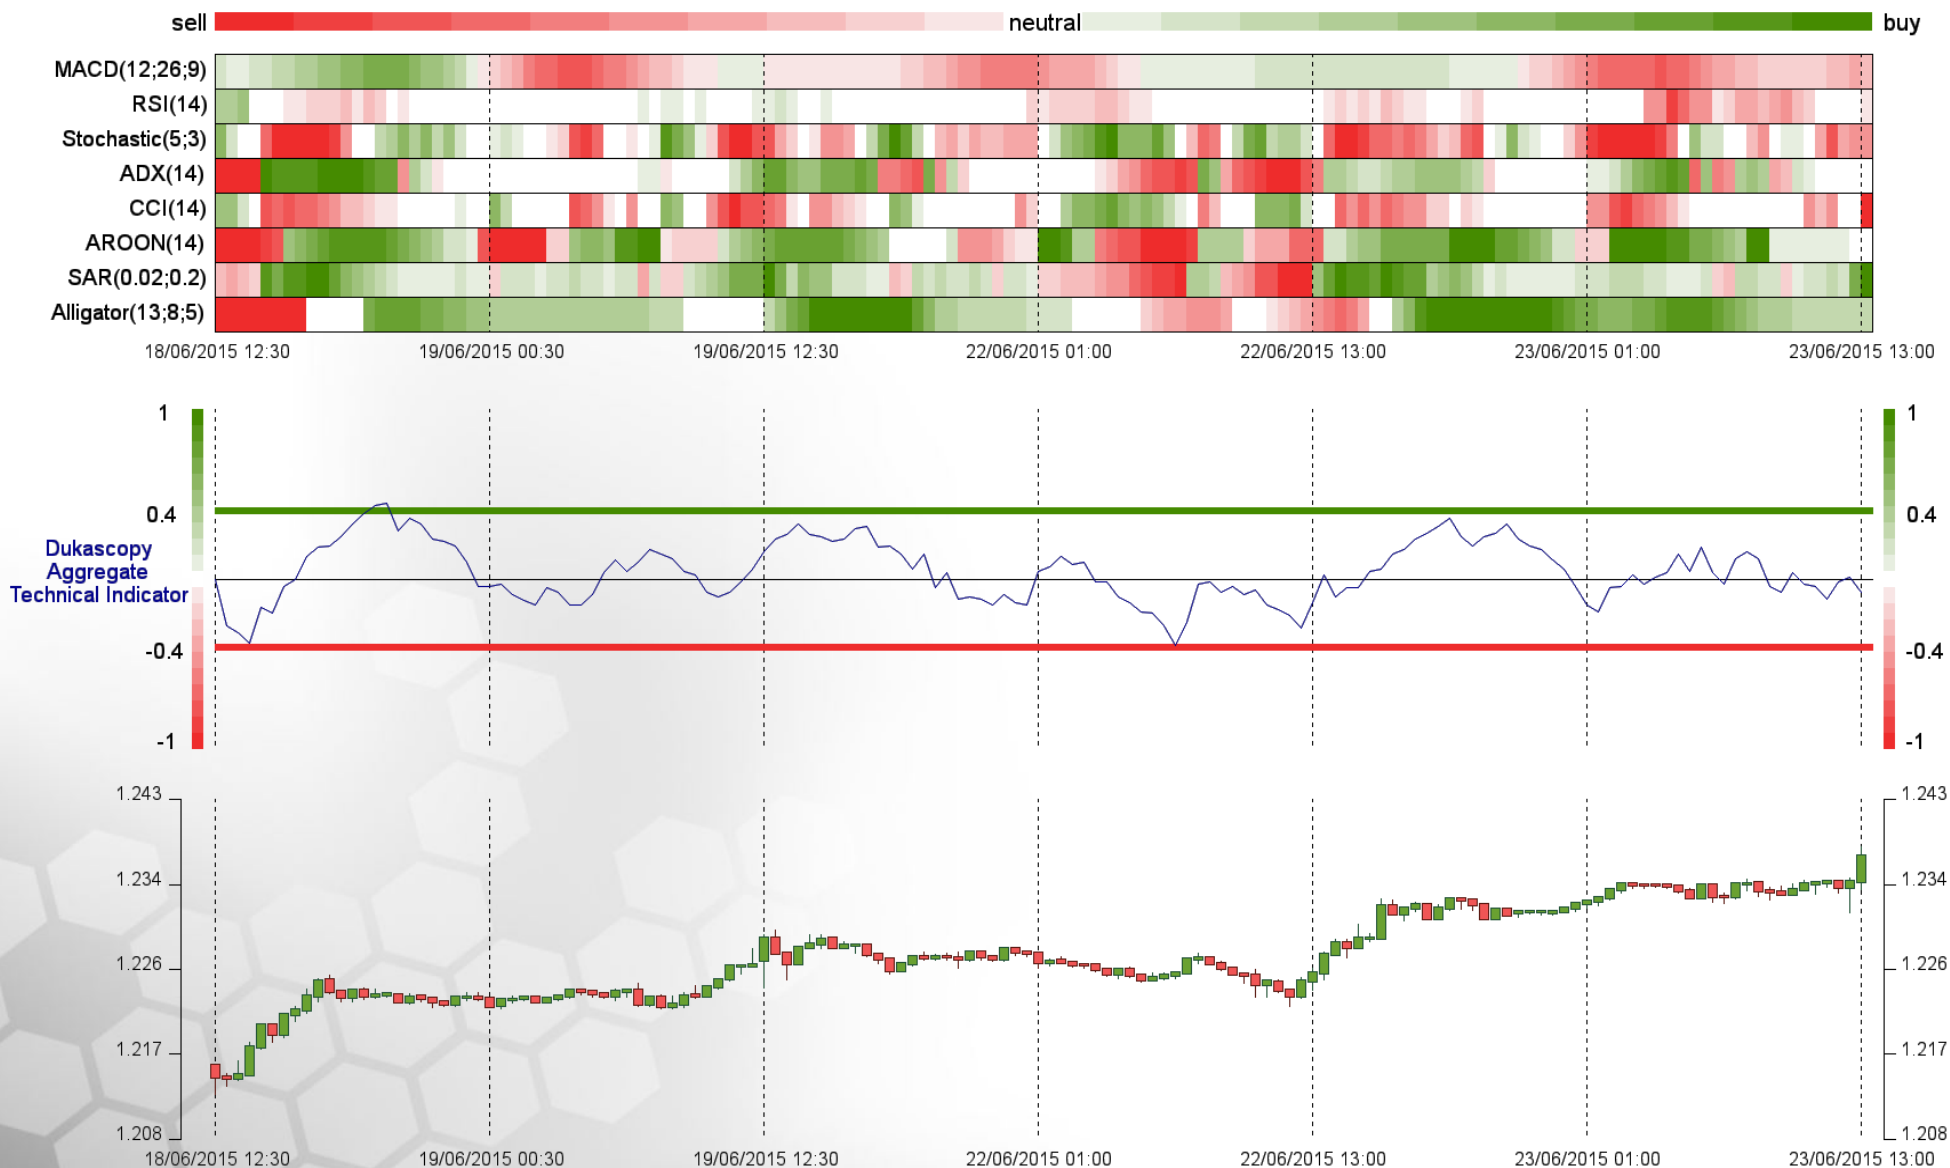 sell neutral buy
MACD(12;26;9)
RSI(14)
Stochastic(5;3)
ADX(14)
CCI(14)
AROON(14)
SAR(0.02;0.2)
Alligator(13;8;5)
18/06/2015 12:30 19/06/2015 00:30 19/06/2015 12:30 22/06/2015 01:00 22/06/2015 13:00 23/06/2015 01:00 23/06/2015 13:00
1 1
0.4 0.4
Dukascopy
Aggregate
Technical Indicator
-0.4 -0.4
-1 -1
1.243 1.243
1.234 1.234
1.226 1.226
1.217 1.217
1.208 1.208
18/06/2015 12:30 19/06/2015 00:30 19/06/2015 12:30 22/06/2015 01:00 22/06/2015 13:00 23/06/2015 01:00 23/06/2015 13:00